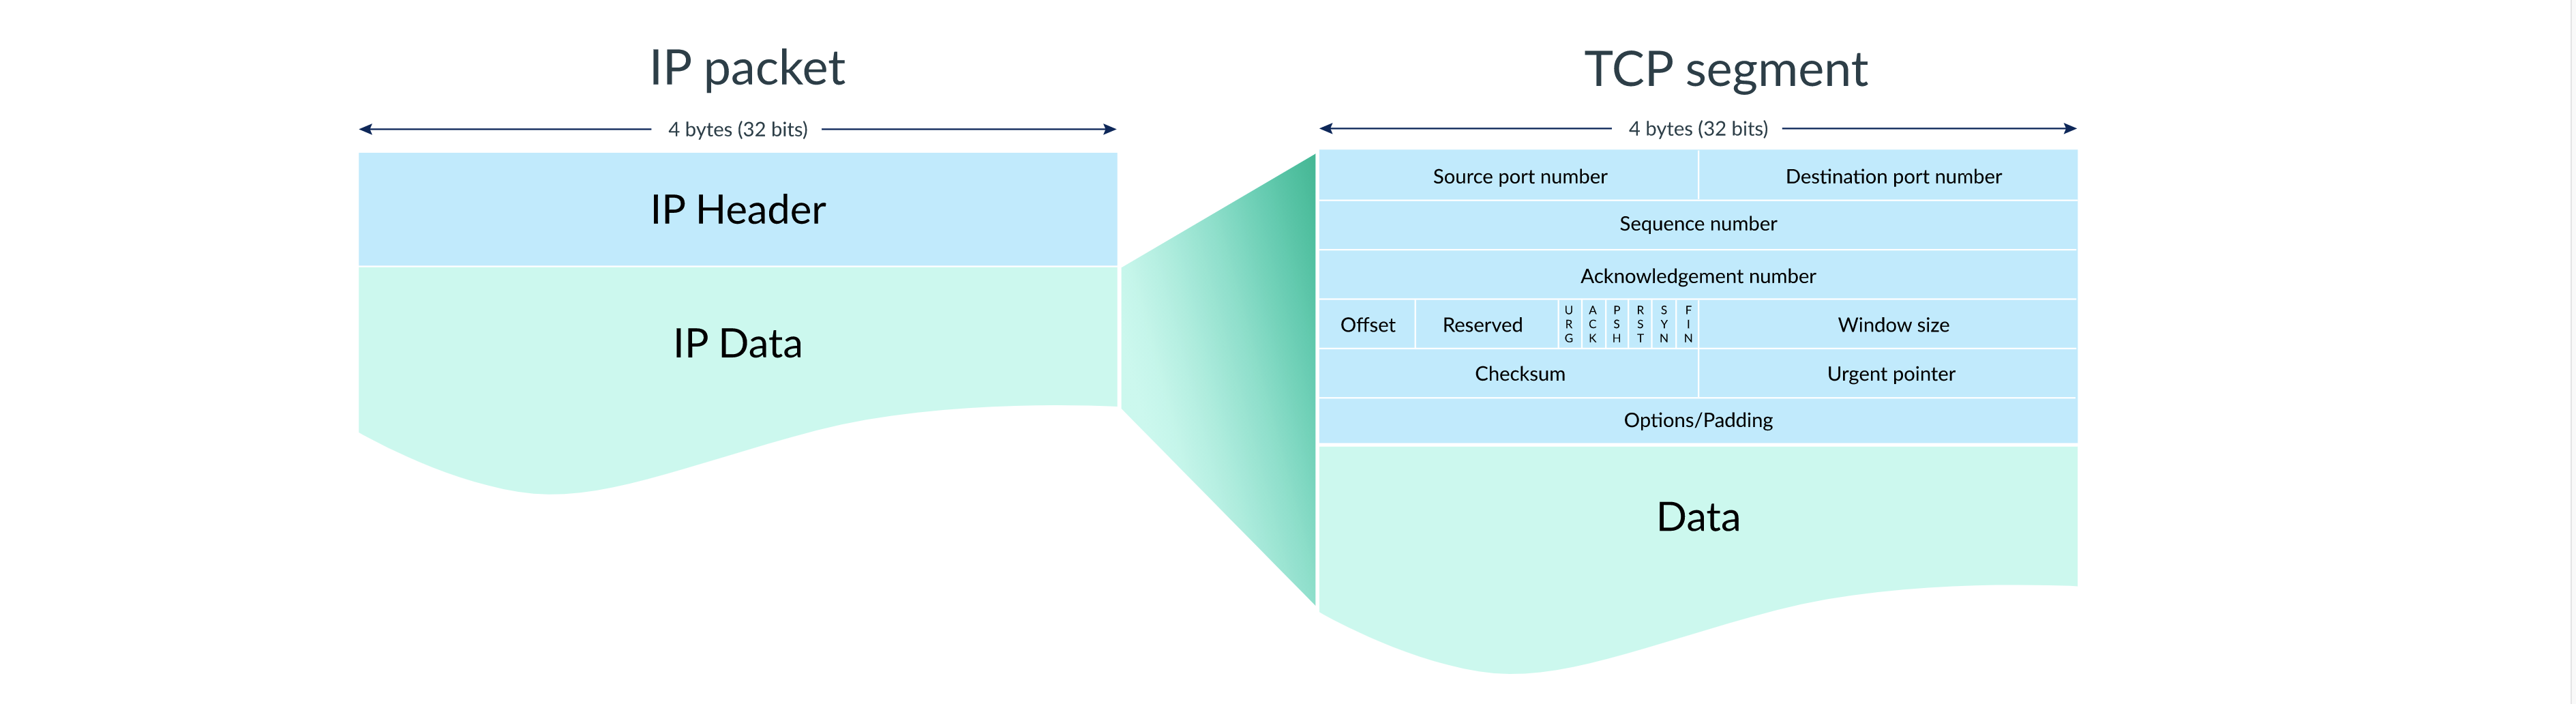 IP packet
4 bytes (32 bits)
IP Header
IP Data
TCP segment
4 bytes (32 bits)
Source port number
Destination port number
Sequence number
Acknowledgement number
Offset
Reserved
URG
ACK
PSH
RST
SYN
FIN
Window size
Checksum
Urgent pointer
Options/Padding
Data